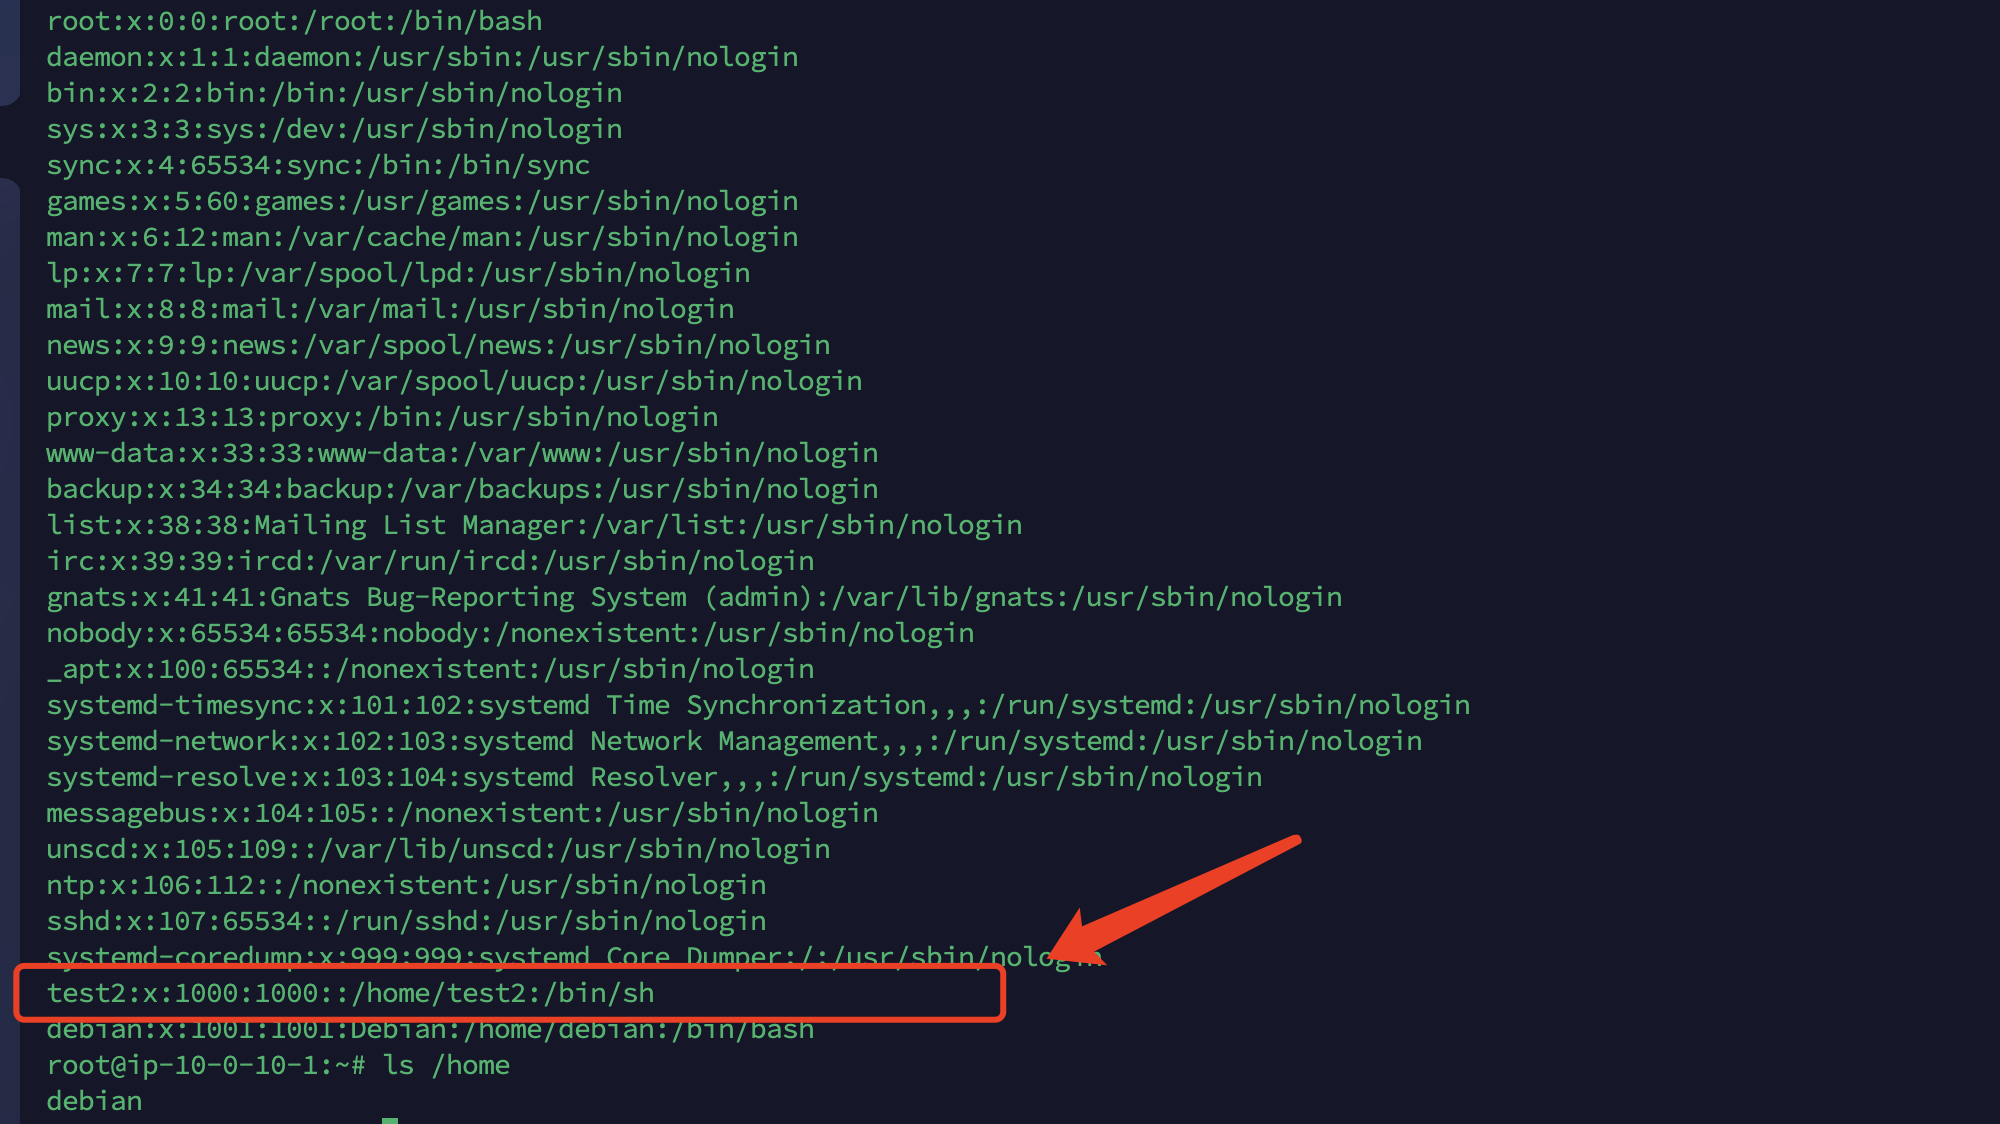 root:x:0:0:root:/root:/bin/bash
daemon:x:1:1:daemon:/usr/sbin:/usr/sbin/nologin
bin:x:2:2:bin:/bin:/usr/sbin/nologin
sys:x:3:3:sys:/dev:/usr/sbin/nologin
sync:x:4:65534:sync:/bin:/bin/sync
games:x:5:60:games:/usr/games:/usr/sbin/nologin
man:x:6:12:man:/var/cache/man:/usr/sbin/nologin
lp:x:7:7:lp:/var/spool/lpd:/usr/sbin/nologin
mail:x:8:8:mail:/var/mail:/usr/sbin/nologin
news:x:9:9:news:/var/spool/news:/usr/sbin/nologin
uucp:x:10:10:uucp:/var/spool/uucp:/usr/sbin/nologin
proxy:x:13:13:proxy:/bin:/usr/sbin/nologin
www-data:x:33:33:www-data:/var/www:/usr/sbin/nologin
backup:x:34:34:backup:/var/backups:/usr/sbin/nologin
list:x:38:38:Mailing List Manager:/var/list:/usr/sbin/nologin
irc:x:39:39:ircd:/var/run/ircd:/usr/sbin/nologin
gnats:x:41:41:Gnats Bug-Reporting System (admin):/var/lib/gnats:/usr/sbin/nologin
nobody:x:65534:65534:nobody:/nonexistent:/usr/sbin/nologin
_apt:x:100:65534::/nonexistent:/usr/sbin/nologin
systemd-timesync:x:101:102:systemd Time Synchronization,,,:/run/systemd:/usr/sbin/nologin
systemd-network:x:102:103:systemd Network Management,,,:/run/systemd:/usr/sbin/nologin
systemd-resolve:x:103:104:systemd Resolver,,,:/run/systemd:/usr/sbin/nologin
messagebus:x:104:105::/nonexistent:/usr/sbin/nologin
unscd:x:105:109::/var/lib/unscd:/usr/sbin/nologin
ntp:x:106:112::/nonexistent:/usr/sbin/nologin
sshd:x:107:65534::/run/sshd:/usr/sbin/nologin
systemd-coredump:x:999:999:systemd Core Dumper:/:/usr/sbin/nologin
test2:x:1000:1000::/home/test2:/bin/sh
debian:x:1001:1001:Debian:/home/debian:/bin/bash
root@ip-10-0-10-1:~# ls /home
debian